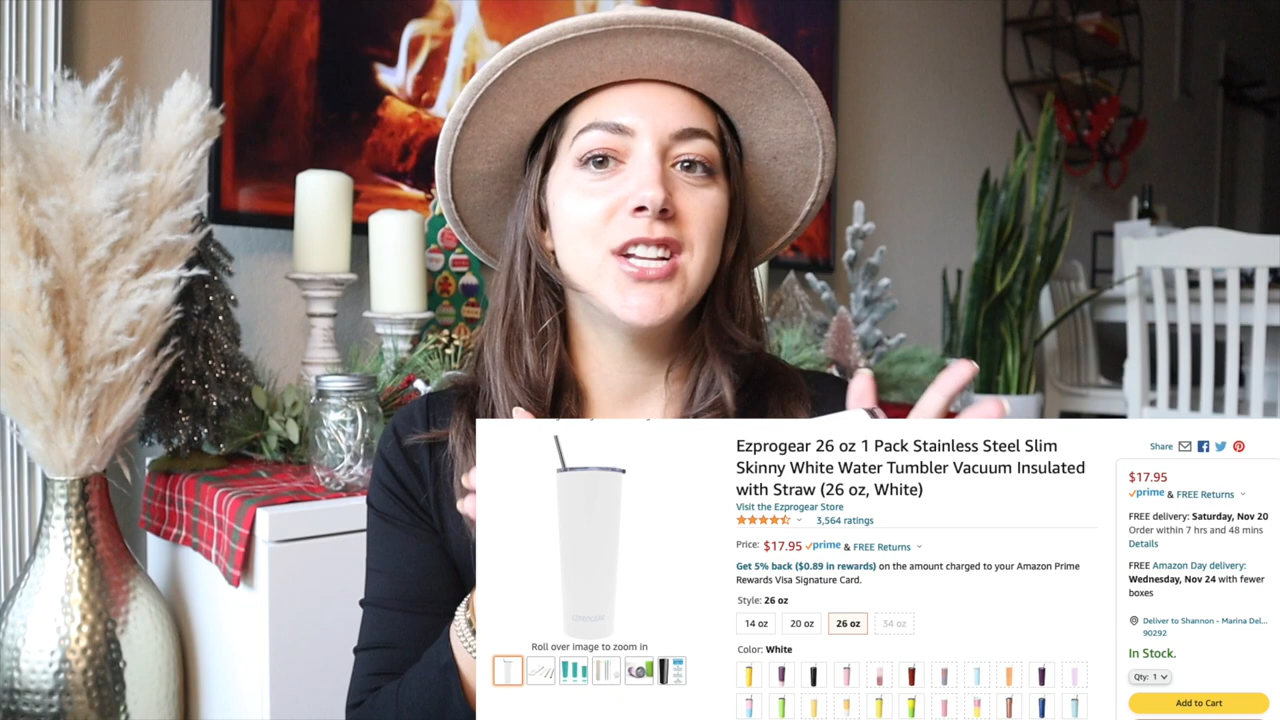 Ezprogear 26 oz 1 Pack Stainless Steel Slim
Skinny White Water Tumbler Vacuum Insulated
with Straw (26 oz, White)
Visit the Ezprogear Store
3,564 ratings
Price: $17.95 prime & FREE Returns
Get 5% back ($0.89 in rewards) on the amount charged to your Amazon Prime
Rewards Visa Signature Card.
Style: 26 oz
14 oz 20 oz 26 oz 34 oz
Color: White
Roll over image to zoom in
Share
$17.95
prime & FREE Returns
FREE delivery: Saturday, Nov 20
Order within 7 hrs and 48 mins
Details
FREE Amazon Day delivery:
Wednesday, Nov 24 with fewer
boxes
Deliver to Shannon - Marina Del...
90292
In Stock.
Qty: 1
Add to Cart